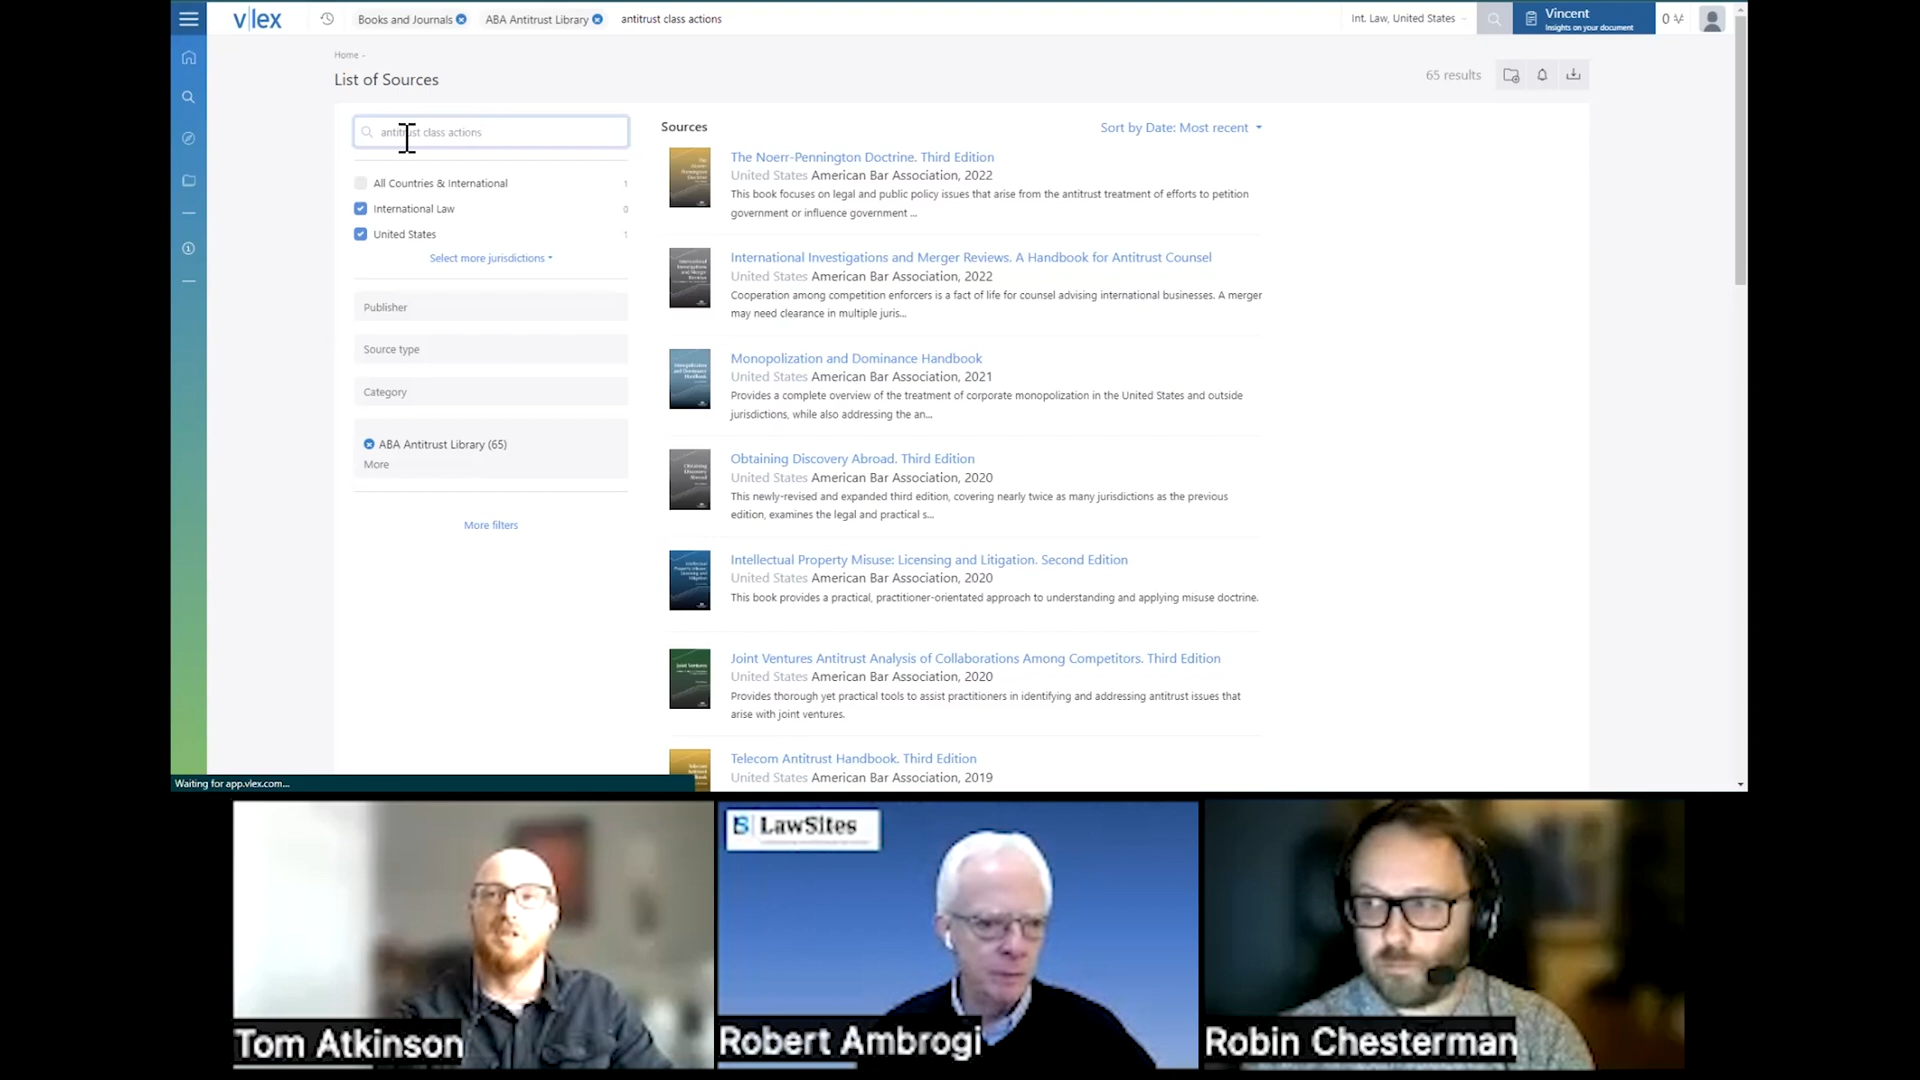 v|lex
Books and Journals
ABA Antitrust Library
antitrust class actions
Int. Law, United States
Vincent
Insights on your document
0
Home
List of Sources
65 results
antitrust class actions
All Countries & International 1
International Law 0
United States 1
Select more jurisdictions
Publisher
Source type
Category
ABA Antitrust Library (65)
More
More filters
Sources
Sort by Date: Most recent
The Noerr-Pennington Doctrine. Third Edition
United States American Bar Association, 2022
This book focuses on legal and public policy issues that arise from the antitrust treatment of efforts to petition
government or influence government ...
International Investigations and Merger Reviews. A Handbook for Antitrust Counsel
United States American Bar Association, 2022
Cooperation among competition enforcers is a fact of life for counsel advising international businesses. A merger
may need clearance in multiple juris...
Monopolization and Dominance Handbook
United States American Bar Association, 2021
Provides a complete overview of the treatment of corporate monopolization in the United States and outside
jurisdictions, while also addressing the an...
Obtaining Discovery Abroad. Third Edition
United States American Bar Association, 2020
This newly-revised and expanded third edition, covering nearly twice as many jurisdictions as the previous
edition, examines the legal and practical s...
Intellectual Property Misuse: Licensing and Litigation. Second Edition
United States American Bar Association, 2020
This book provides a practical, practitioner-orientated approach to understanding and applying misuse doctrine.
Joint Ventures Antitrust Analysis of Collaborations Among Competitors. Third Edition
United States American Bar Association, 2020
Provides thorough yet practical tools to assist practitioners in identifying and addressing antitrust issues that
arise with joint ventures.
Telecom Antitrust Handbook. Third Edition
United States American Bar Association, 2019
Waiting for app.vlex.com...
LawSites
Tom Atkinson
Robert Ambrogi
Robin Chesterman